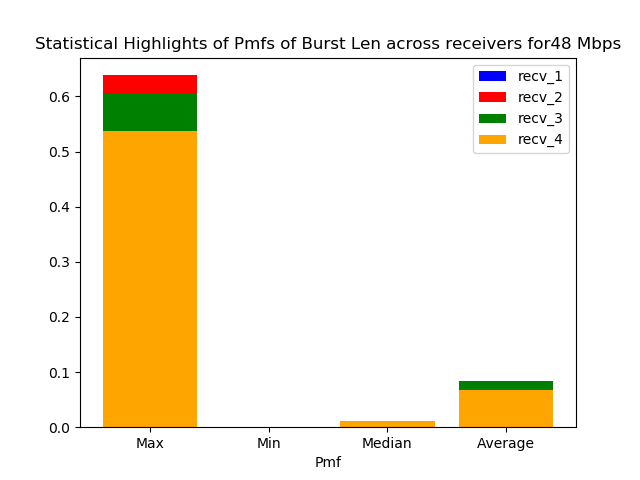 Statistical Highlights of Pmfs of Burst Len across receivers for48 Mbps
recv_1
recv_2
recv_3
recv_4
0.6
0.5
0.4
0.3
0.2
0.1
0.0
Max Min Median Average
Pmf